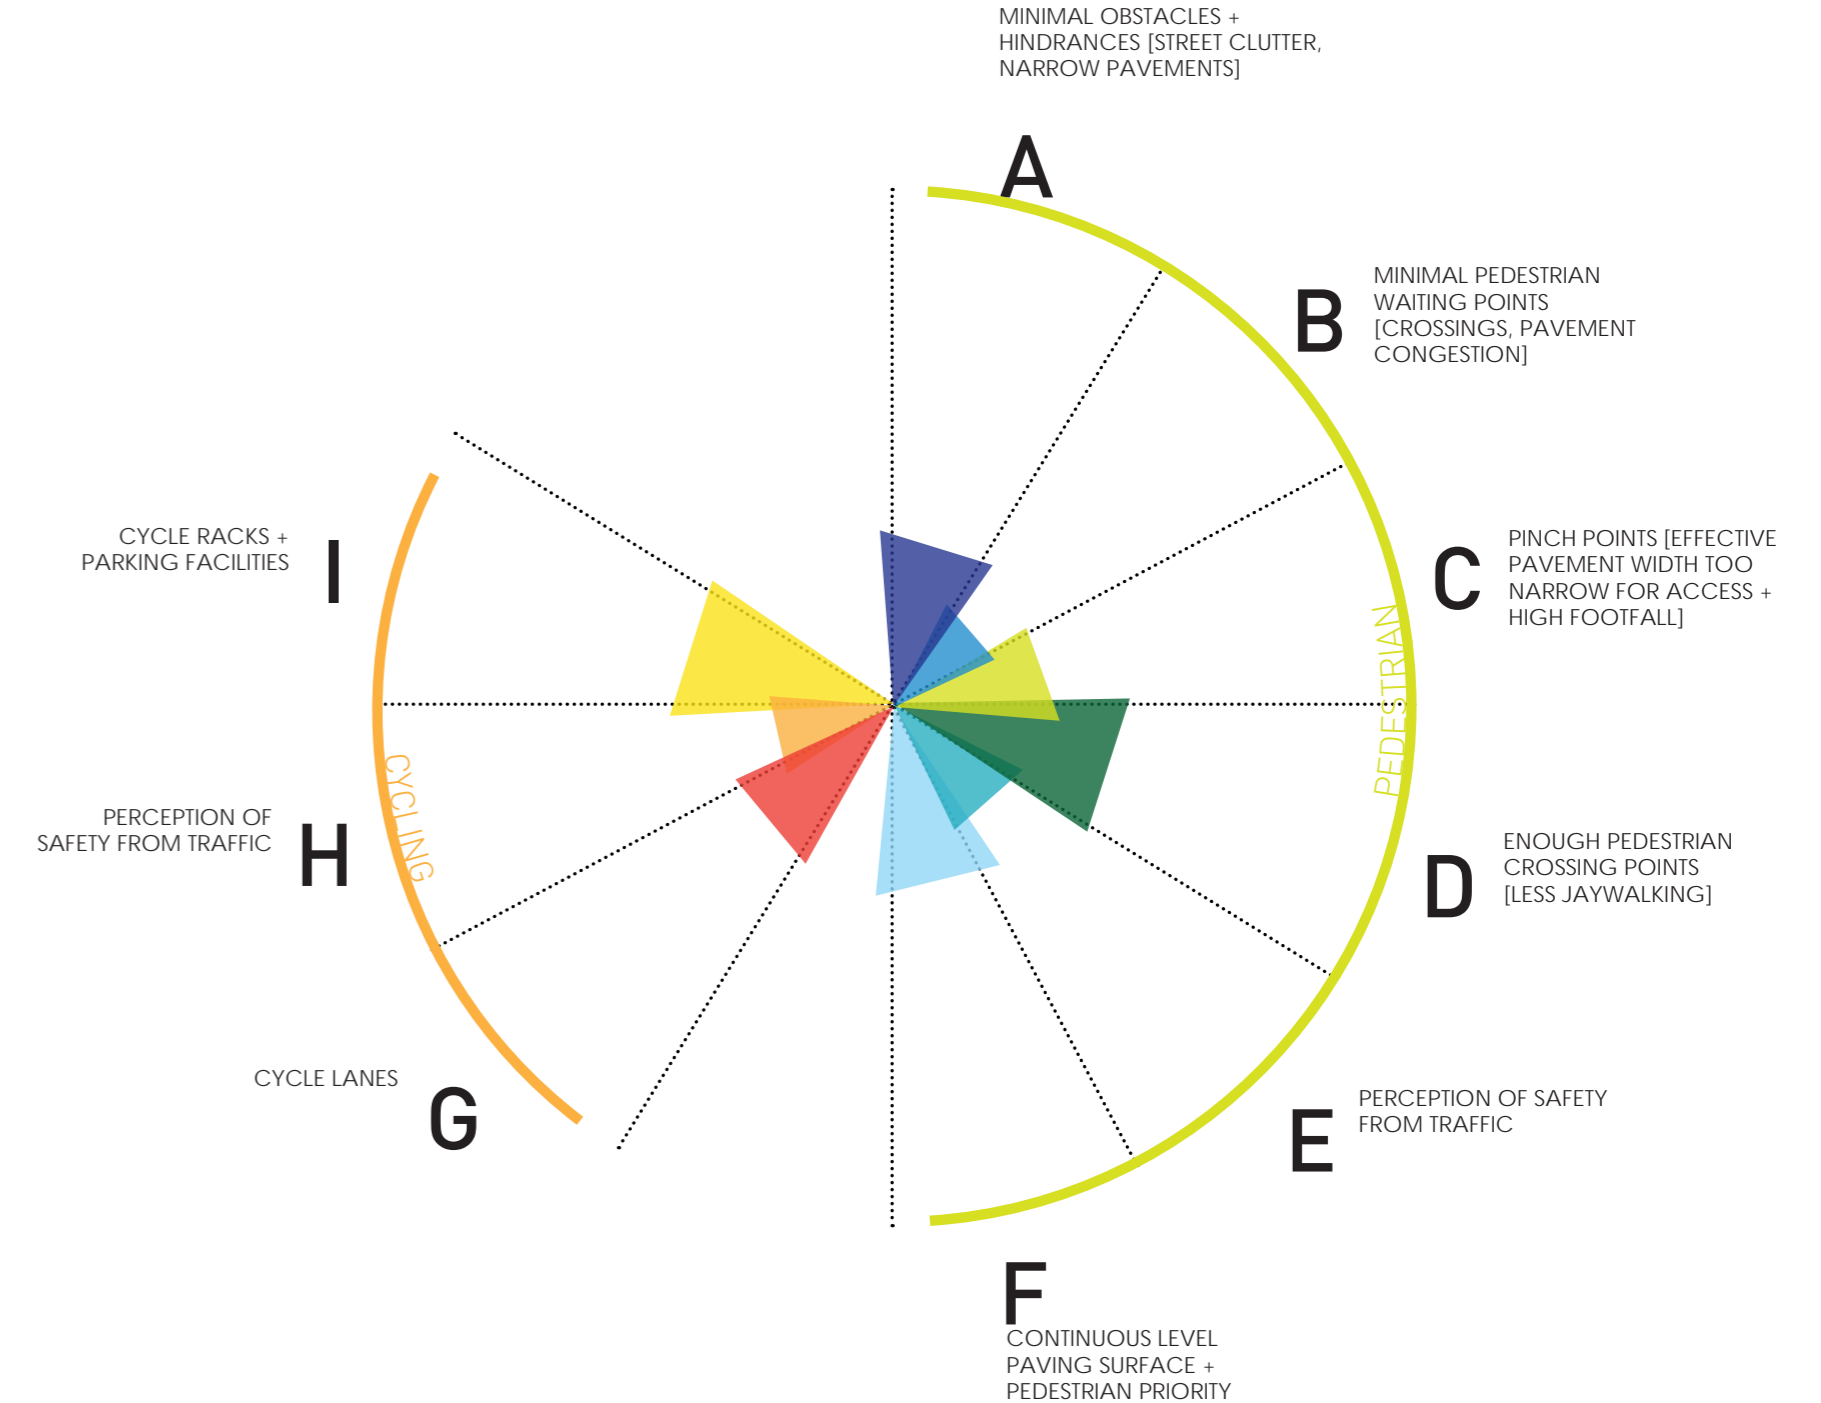 MINIMAL OBSTACLES +
HINDRANCES [STREET CLUTTER,
NARROW PAVEMENTS]
A
B
MINIMAL PEDESTRIAN
WAITING POINTS
[CROSSINGS, PAVEMENT
CONGESTION]
C
PINCH POINTS [EFFECTIVE
PAVEMENT WIDTH TOO
NARROW FOR ACCESS +
HIGH FOOTFALL]
PEDESTRIAN
D
ENOUGH PEDESTRIAN
CROSSING POINTS
[LESS JAYWALKING]
E
PERCEPTION OF SAFETY
FROM TRAFFIC
F
CONTINUOUS LEVEL
PAVING SURFACE +
PEDESTRIAN PRIORITY
CYCLE LANES
G
PERCEPTION OF
SAFETY FROM TRAFFIC
H
CYCLING
CYCLE RACKS +
PARKING FACILITIES
I